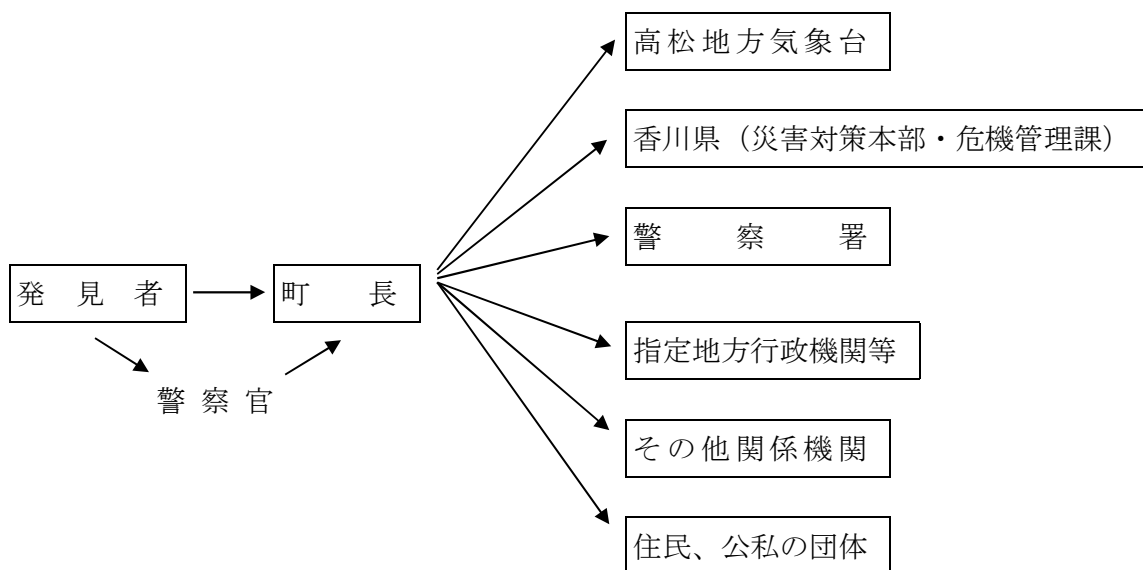 高松地方気象台
香川県（災害対策本部・危機管理課）
警察署
発見者
町長
指定地方行政機関等
警察官
その他関係機関
住民、公私の団体